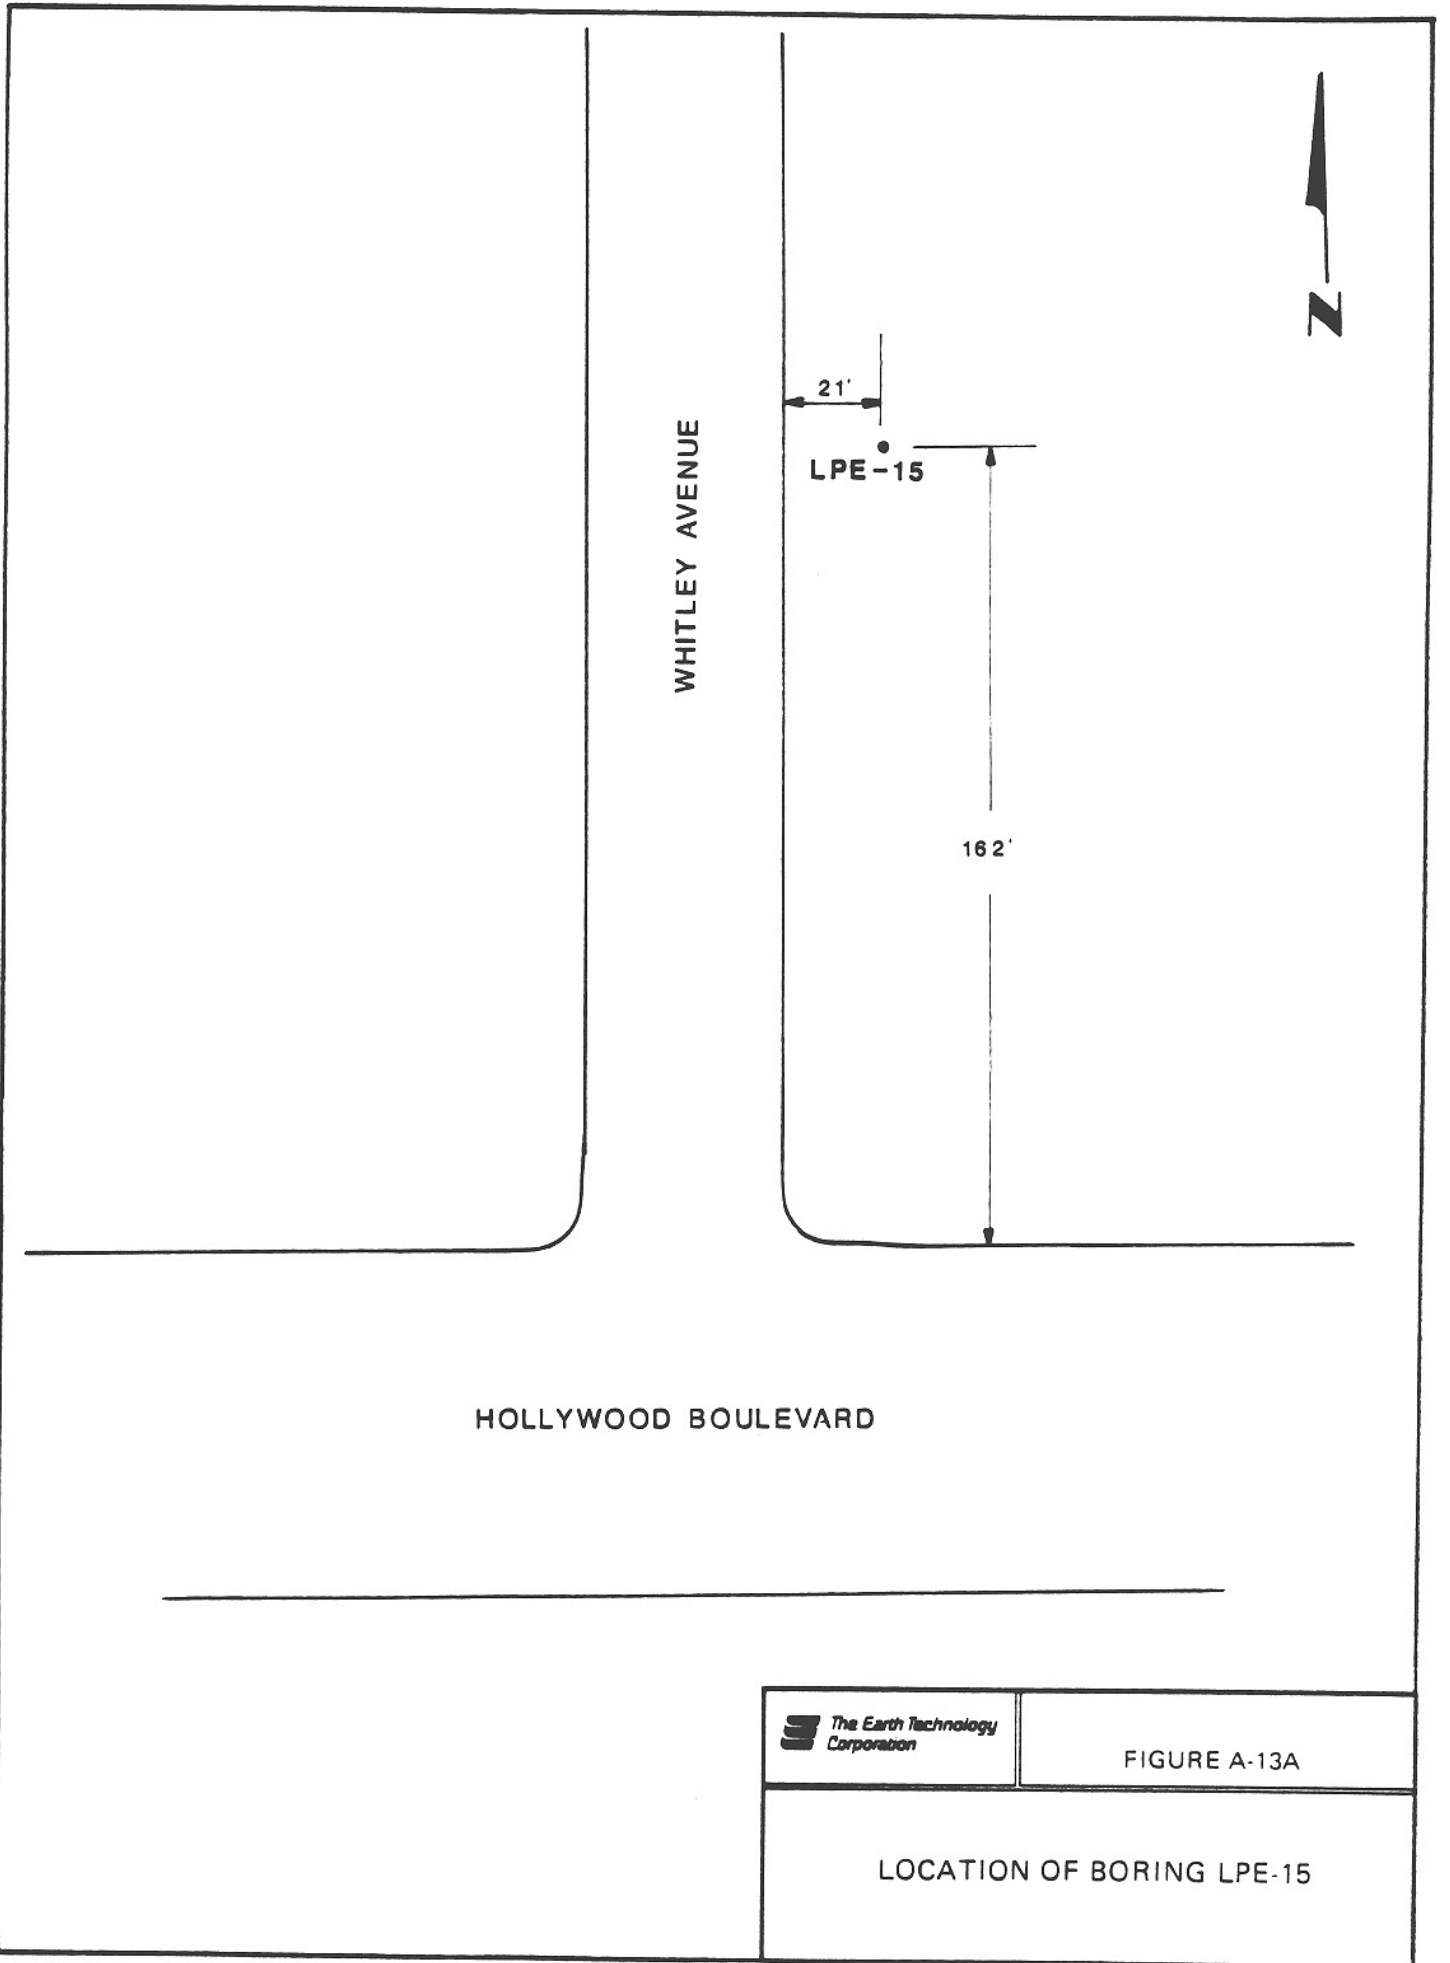 N
21'
LPE-15
WHITLEY AVENUE
162'
HOLLYWOOD BOULEVARD
The Earth Technology
Corporation
FIGURE A-13A
LOCATION OF BORING LPE-15